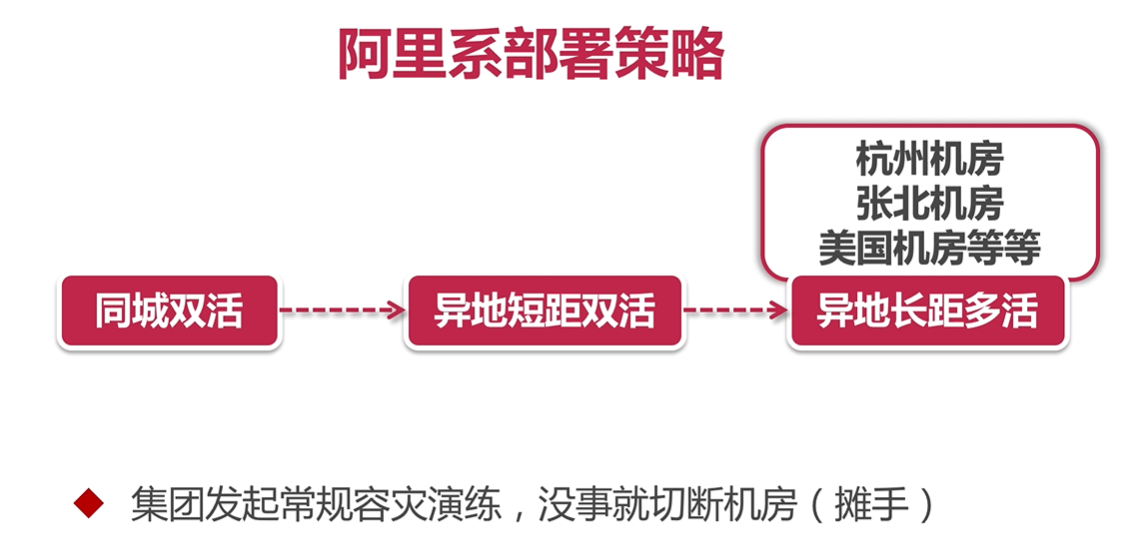 阿里系部署策略
杭州机房
张北机房
美国机房等等
同城双活
异地短距双活
异地长距多活
集团发起常规容灾演练，没事就切断机房（摊手）